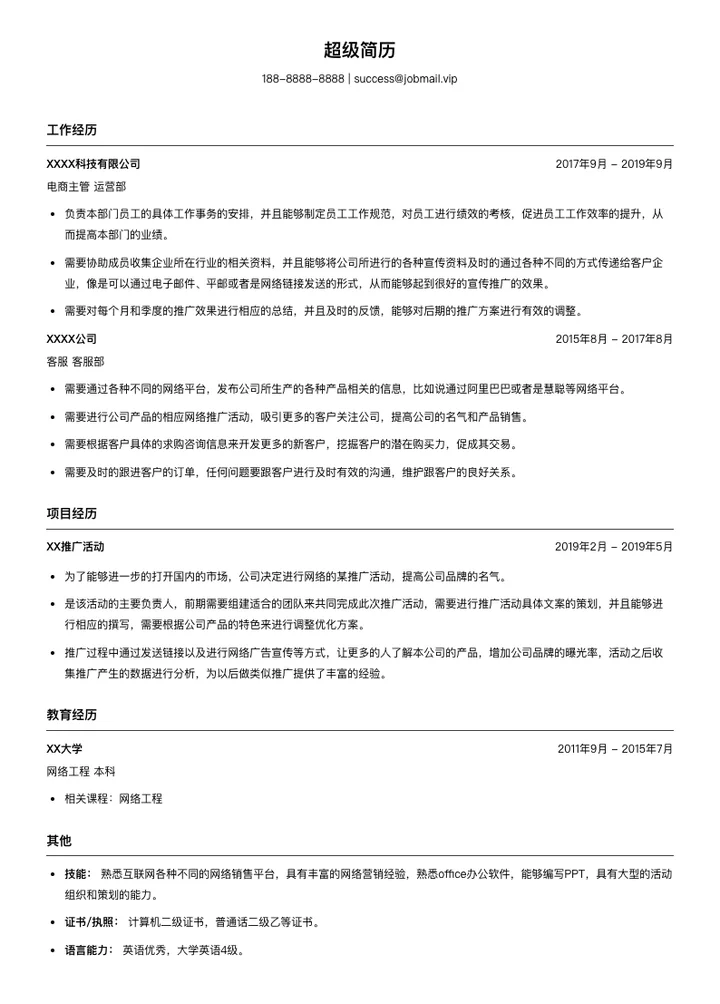 超级简历
188-8888-8888 | success@jobmail.vip
工作经历
XXXX科技有限公司 2017年9月 – 2019年9月
电商主管 运营部
• 负责本部门员工的具体工作事务的安排，并且能够制定员工工作规范，对员工进行绩效的考核，促进员工工作效率的提升，从
而提高本部门的业绩。
• 需要协助成员收集企业所在行业的相关资料，并且能够将公司所进行的各种宣传资料及时的通过各种不同的方式传递给客户企
业，像是可以通过电子邮件、平邮或者是网络链接发送的形式，从而能够起到很好的宣传推广的效果。
• 需要对每个月和季度的推广效果进行相应的总结，并且及时的反馈，能够对后期的推广方案进行有效的调整。
XXXX公司 2015年8月 – 2017年8月
客服 客服部
• 需要通过各种不同的网络平台，发布公司所生产的各种产品相关的信息，比如说通过阿里巴巴或者是慧聪等网络平台。
• 需要进行公司产品的相应网络推广活动，吸引更多的客户关注公司，提高公司的名气和产品销售。
• 需要根据客户具体的求购咨询信息来开发更多的新客户，挖掘客户的潜在购买力，促成其交易。
• 需要及时的跟进客户的订单，任何问题要跟客户进行及时有效的沟通，维护跟客户的良好关系。
项目经历
XX推广活动 2019年2月 – 2019年5月
• 为了能够进一步的打开国内的市场，公司决定进行网络的某推广活动，提高公司品牌的名气。
• 是该活动的主要负责人，前期需要组建适合的团队来共同完成此次推广活动，需要进行推广活动具体文案的策划，并且能够进
行相应的撰写，需要根据公司产品的特色来进行调整优化方案。
• 推广过程中通过发送链接以及进行网络广告宣传等方式，让更多的人了解本公司的产品，增加公司品牌的曝光率，活动之后收
集推广产生的数据进行分析，为以后做类似推广提供了丰富的经验。
教育经历
XX大学 2011年9月 – 2015年7月
网络工程 本科
• 相关课程：网络工程
其他
• 技能： 熟悉互联网各种不同的网络销售平台，具有丰富的网络营销经验，熟悉office办公软件，能够编写PPT，具有大型的活动
组织和策划的能力。
• 证书/执照： 计算机二级证书，普通话二级乙等证书。
• 语言能力： 英语优秀，大学英语4级。